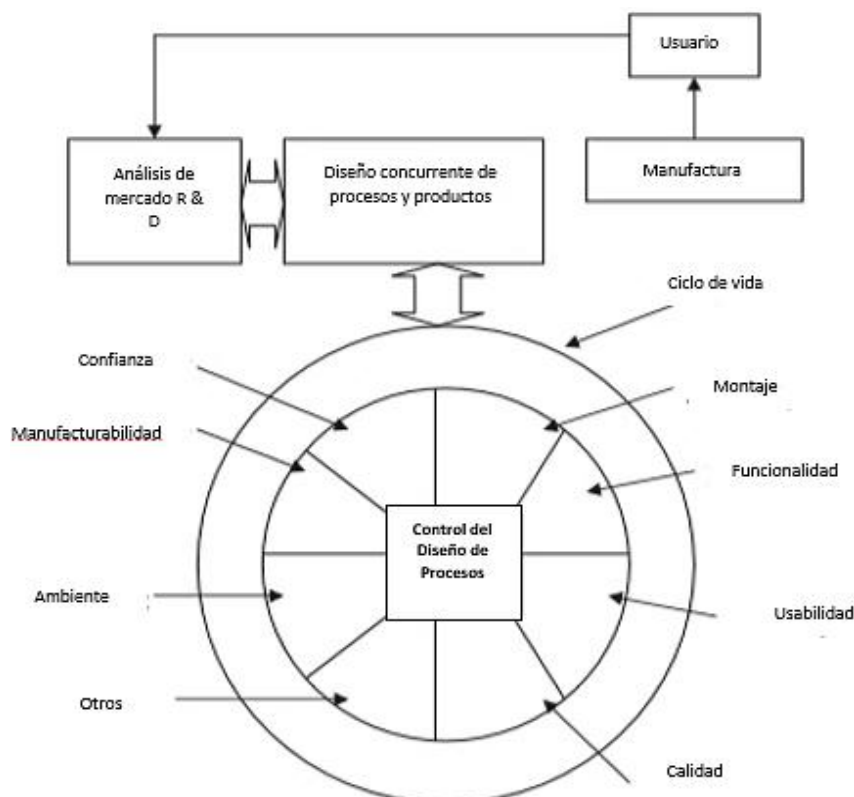 Usuario
Análisis de
mercado R &
D
Diseño concurrente de
procesos y productos
Manufactura
Ciclo de vida
Confianza
Montaje
Manufacturabilidad
Funcionalidad
Control del
Diseño de
Procesos
Ambiente
Usabilidad
Otros
Calidad